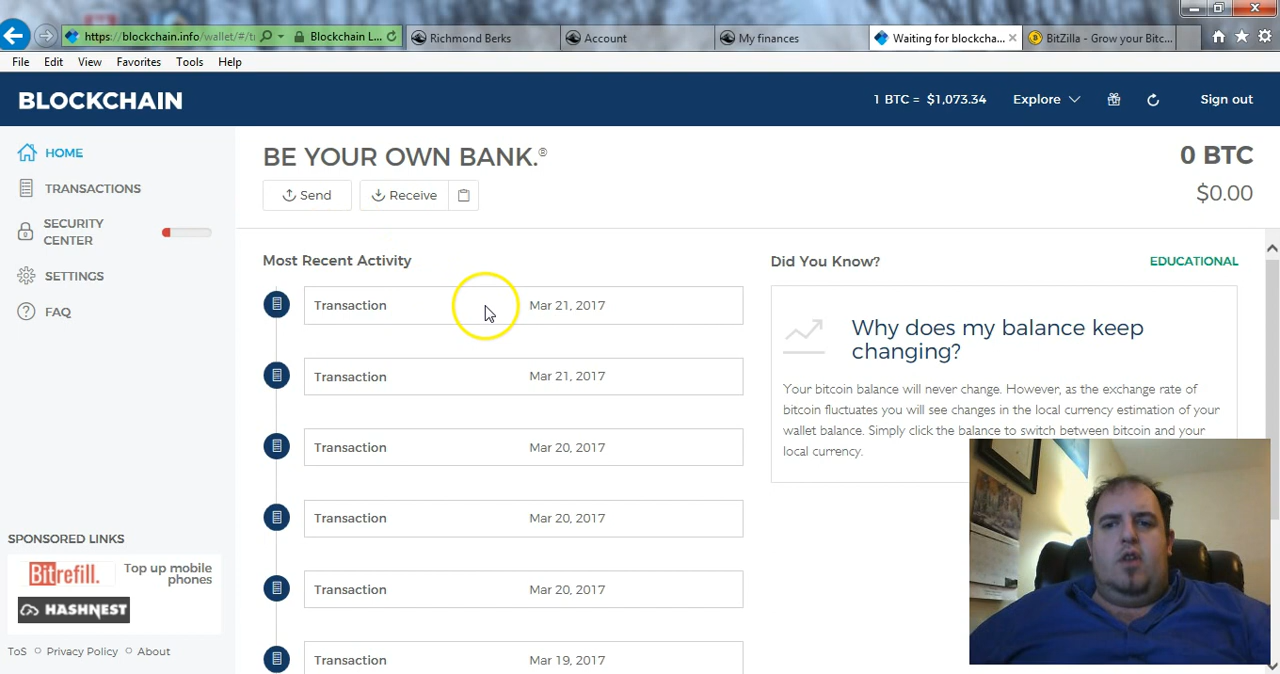 https://blockchain.info/wallet/#/t
Blockchain L...
Richmond Berks
Account
My finances
Waiting for blockcha...
BitZilla - Grow your Bitc...
File Edit View Favorites Tools Help
BLOCKCHAIN
1 BTC = $1,073.34
Explore
Sign out
HOME
TRANSACTIONS
SECURITY
CENTER
SETTINGS
FAQ
BE YOUR OWN BANK.®
0 BTC
$0.00
Send
Receive
Most Recent Activity
Transaction Mar 21, 2017
Transaction Mar 21, 2017
Transaction Mar 20, 2017
Transaction Mar 20, 2017
Transaction Mar 20, 2017
Transaction Mar 19, 2017
Did You Know?
EDUCATIONAL
Why does my balance keep
changing?
Your bitcoin balance will never change. However, as the exchange rate of
bitcoin fluctuates you will see changes in the local currency estimation of your
wallet balance. Simply click the balance to switch between bitcoin and your
local currency.
SPONSORED LINKS
Bitrefill.
Top up mobile
phones
HASHNEST
ToS Privacy Policy About